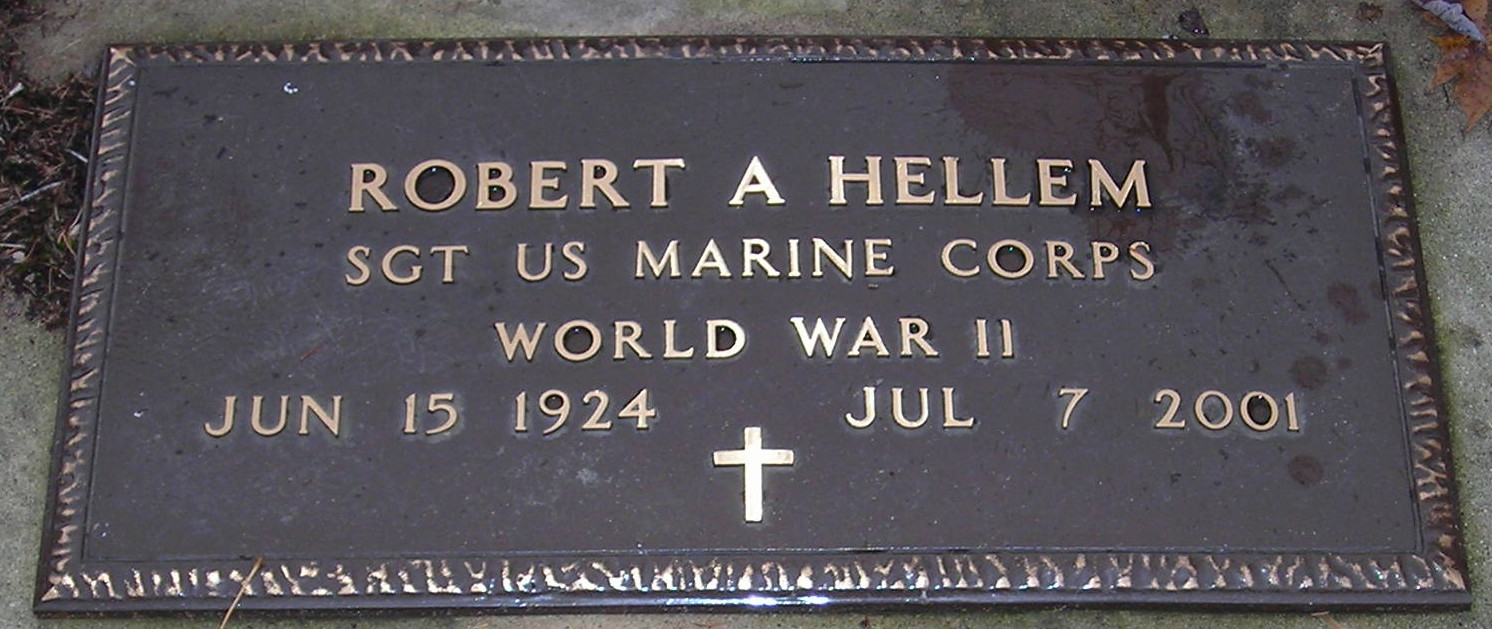 ROBERT A HELLEM
SGT US MARINE CORPS
WORLD WAR II
JUN 15 1924 JUL 7 2001